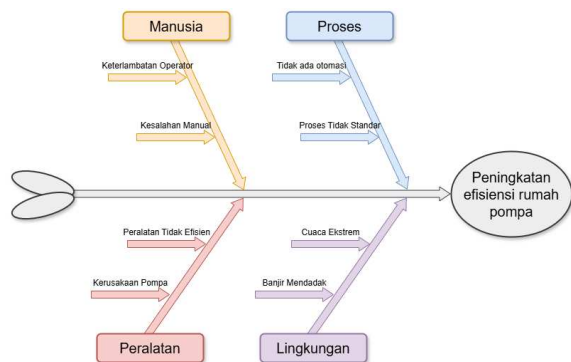 Manusia
Proses
Keterlambatan Operator
Tidak ada otomasi
Kesalahan Manual
Proses Tidak Standar
Peningkatan
efisiensi rumah
pompa
Peralatan Tidak Efisien
Cuaca Ekstrem
Kerusakaan Pompa
Banjir Mendadak
Peralatan
Lingkungan